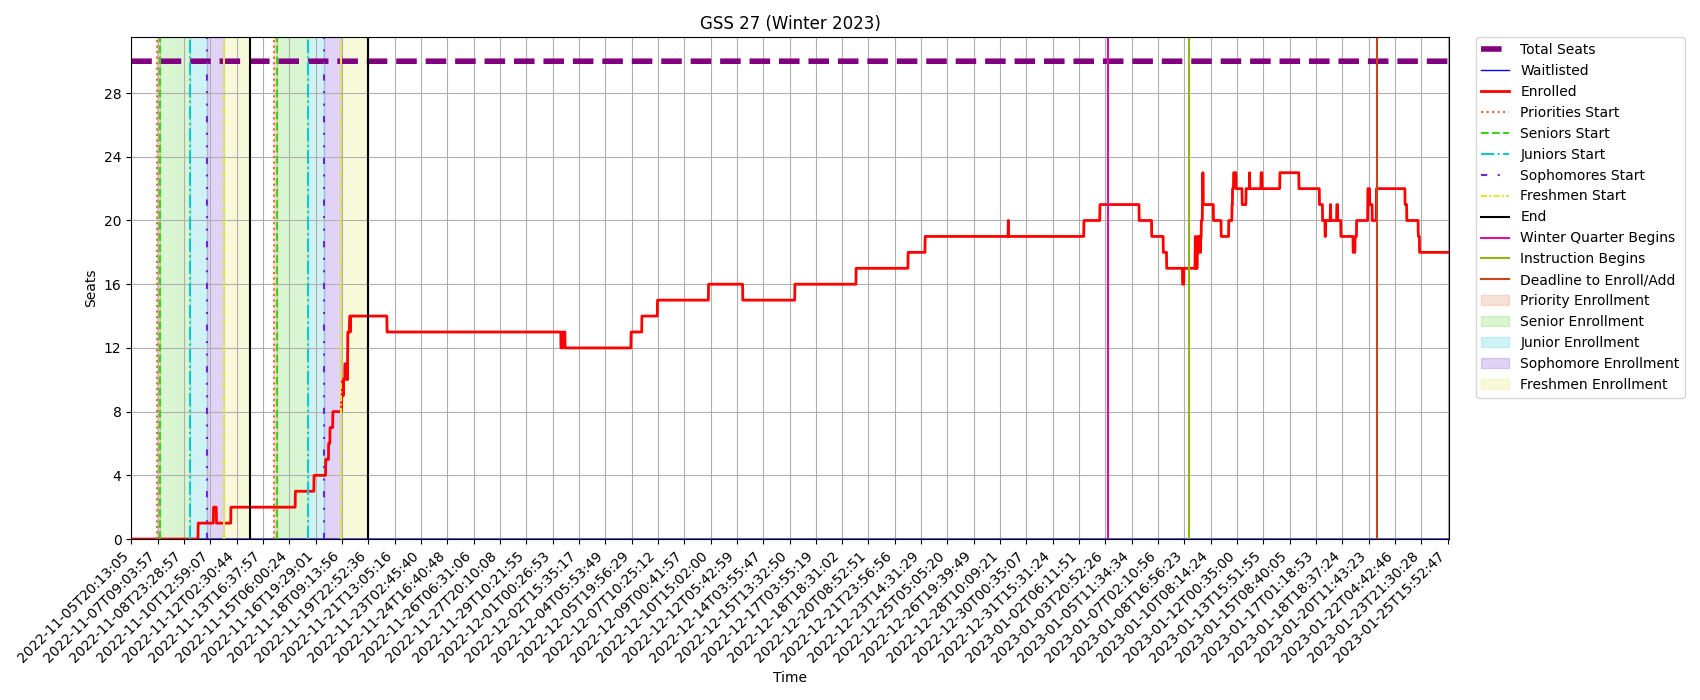 GSS 27 (Winter 2023)
Seats
28
24
20
16
12
8
4
0
2022-11-05T20:13:05
2022-11-07T09:03:57
2022-11-08T23:28:57
2022-11-10T12:59:07
2022-11-12T02:30:44
2022-11-13T16:37:57
2022-11-15T06:00:24
2022-11-16T19:29:01
2022-11-18T09:13:56
2022-11-19T22:52:36
2022-11-21T13:05:16
2022-11-23T02:45:40
2022-11-24T16:40:48
2022-11-26T06:31:06
2022-11-27T20:10:08
2022-11-29T10:21:55
2022-12-01T00:26:53
2022-12-02T15:35:17
2022-12-04T05:53:49
2022-12-05T19:56:29
2022-12-07T10:25:12
2022-12-09T00:41:57
2022-12-10T15:02:00
2022-12-12T05:42:59
2022-12-14T03:55:47
2022-12-15T13:32:50
2022-12-17T03:55:19
2022-12-18T18:31:02
2022-12-20T08:52:51
2022-12-21T23:56:56
2022-12-23T14:31:29
2022-12-25T05:05:20
2022-12-26T19:39:49
2022-12-28T10:09:21
2022-12-30T00:35:07
2022-12-31T15:31:24
2023-01-02T06:11:51
2023-01-03T20:52:26
2023-01-05T11:34:34
2023-01-07T02:10:56
2023-01-08T16:56:23
2023-01-10T08:14:24
2023-01-12T00:35:00
2023-01-13T15:51:55
2023-01-15T08:40:05
2023-01-17T01:18:53
2023-01-18T18:37:24
2023-01-20T11:43:23
2023-01-22T04:42:46
2023-01-23T21:30:28
2023-01-25T15:52:47
Time
Total Seats
Waitlisted
Enrolled
Priorities Start
Seniors Start
Juniors Start
Sophomores Start
Freshmen Start
End
Winter Quarter Begins
Instruction Begins
Deadline to Enroll/Add
Priority Enrollment
Senior Enrollment
Junior Enrollment
Sophomore Enrollment
Freshmen Enrollment